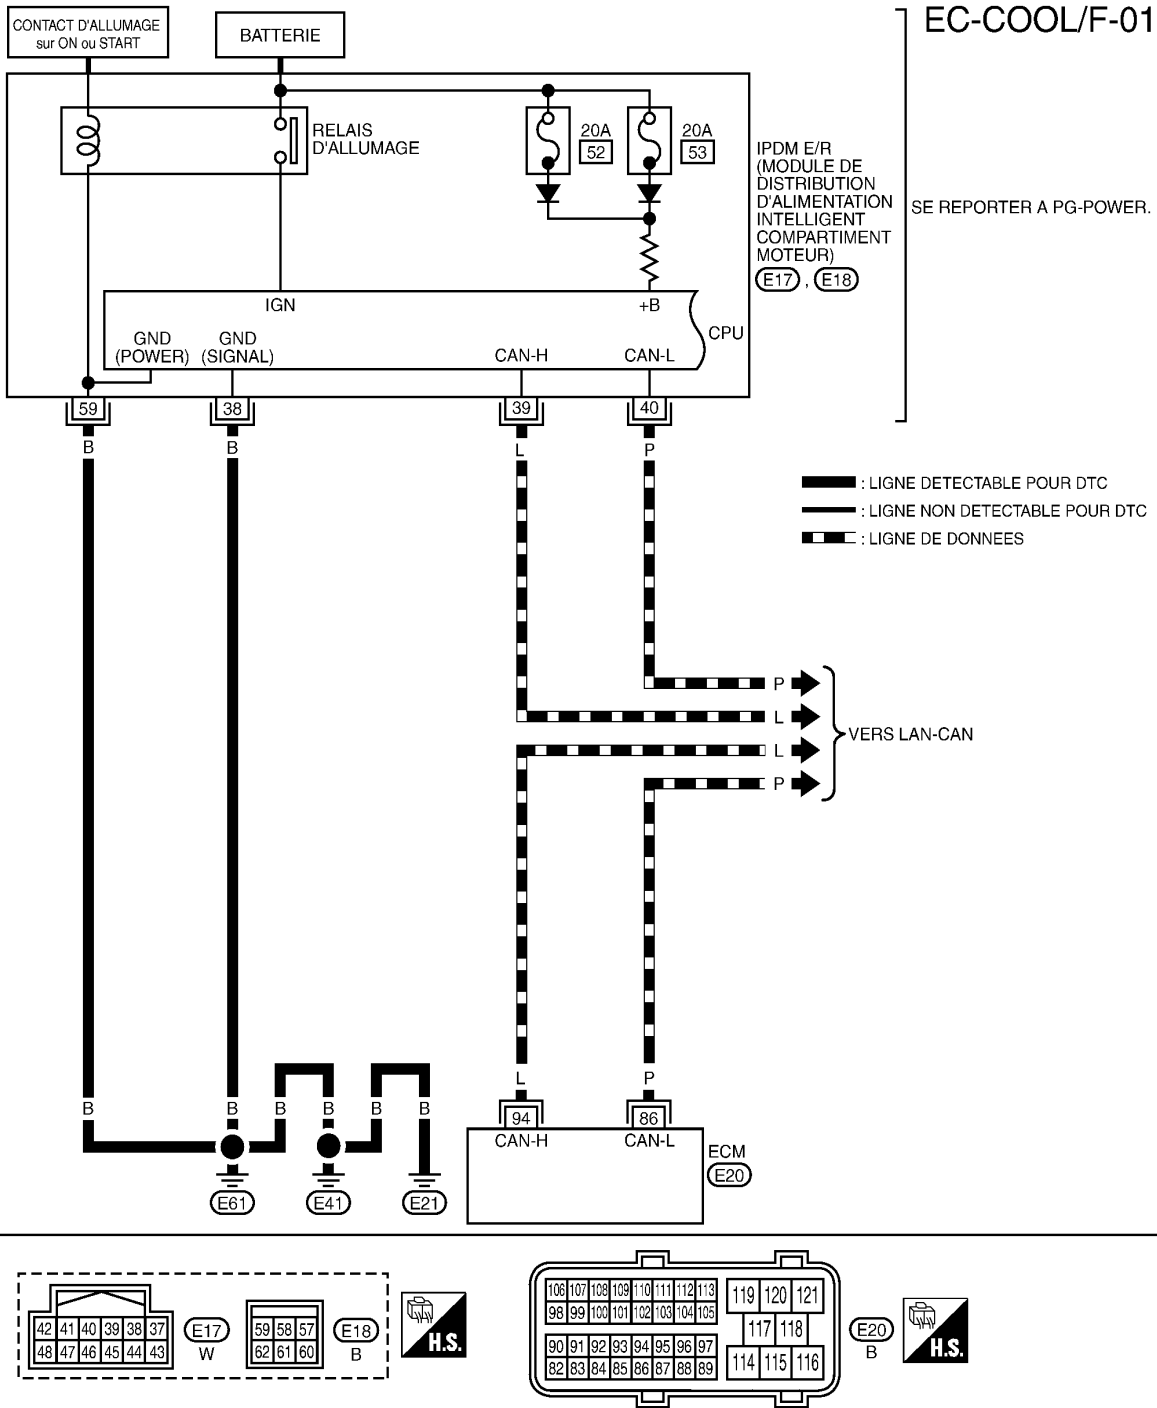 EC-COOL/F-01
CONTACT D'ALLUMAGE
sur ON ou START
BATTERIE
RELAIS
D'ALLUMAGE
20A
52
20A
53
IPDM E/R
(MODULE DE
DISTRIBUTION
D'ALIMENTATION
INTELLIGENT
COMPARTIMENT
MOTEUR)
E17 , E18
SE REPORTER A PG-POWER.
IGN
+B
CPU
GND
(POWER)
GND
(SIGNAL)
CAN-H
CAN-L
59
38
39
40
B
B
L
P
: LIGNE DETECTABLE POUR DTC
: LIGNE NON DETECTABLE POUR DTC
: LIGNE DE DONNEES
P
L
L
P
VERS LAN-CAN
L
P
B
B
B
B
B
B
94
86
CAN-H
CAN-L
ECM
E20
E61
E41
E21
42 41 40 39 38 37
48 47 46 45 44 43
E17
W
59 58 57
62 61 60
E18
B
H.S.
106 107 108 109 110 111 112 113
98 99 100 101 102 103 104 105
90 91 92 93 94 95 96 97
82 83 84 85 86 87 88 89
119 120 121
117 118
114 115 116
E20
B
H.S.